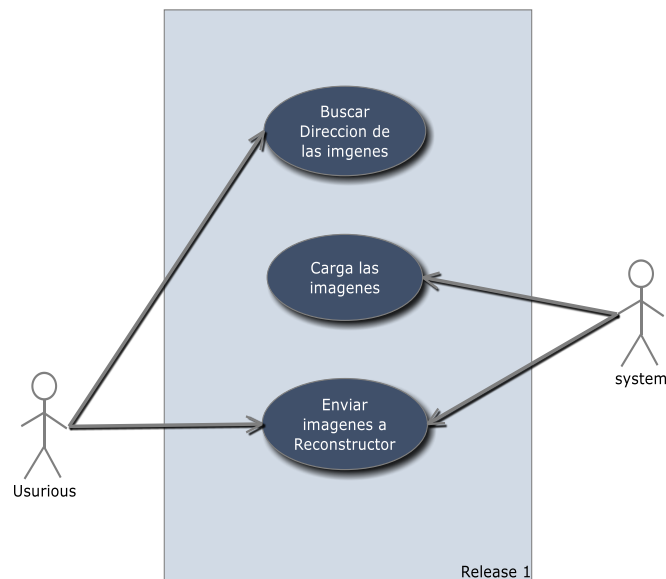 Buscar
Direccion de
las imgenes
Carga las
imagenes
system
Enviar
imagenes a
Reconstructor
Usurious
Release 1